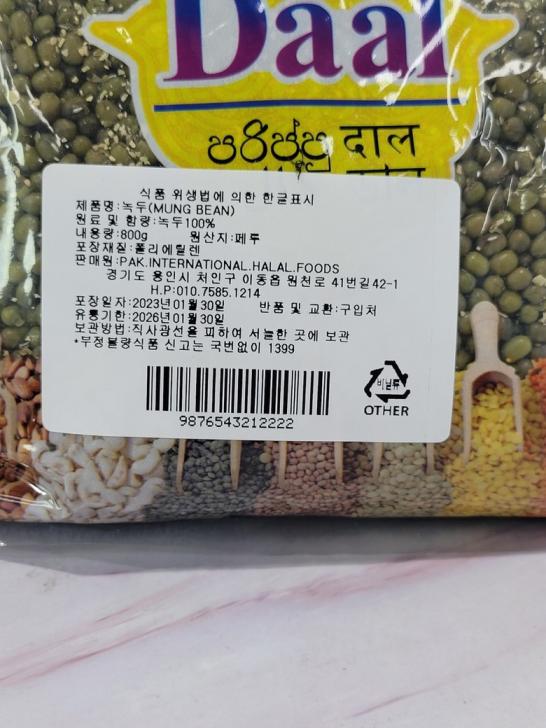 Daal
පරිප්පු दाल
식품 위생법에 의한 한글표시
제품명:녹두(MUNG BEAN)
원료 및 함량:녹두100%
내용량:800g 원산지:페루
포장재질:폴리에틸렌
판매원:PAK.INTERNATIONAL.HALAL.FOODS
경기도 용인시 처인구 이동읍 원천로 41번길42-1
H.P:010.7585.1214
포장일자:2023년01월30일 반품 및 교환:구입처
유통기한:2026년01월30일
보관방법:직사광선을 피하여 서늘한 곳에 보관
*부정불량식품 신고는 국번없이 1399
비닐류
OTHER
9876543212222